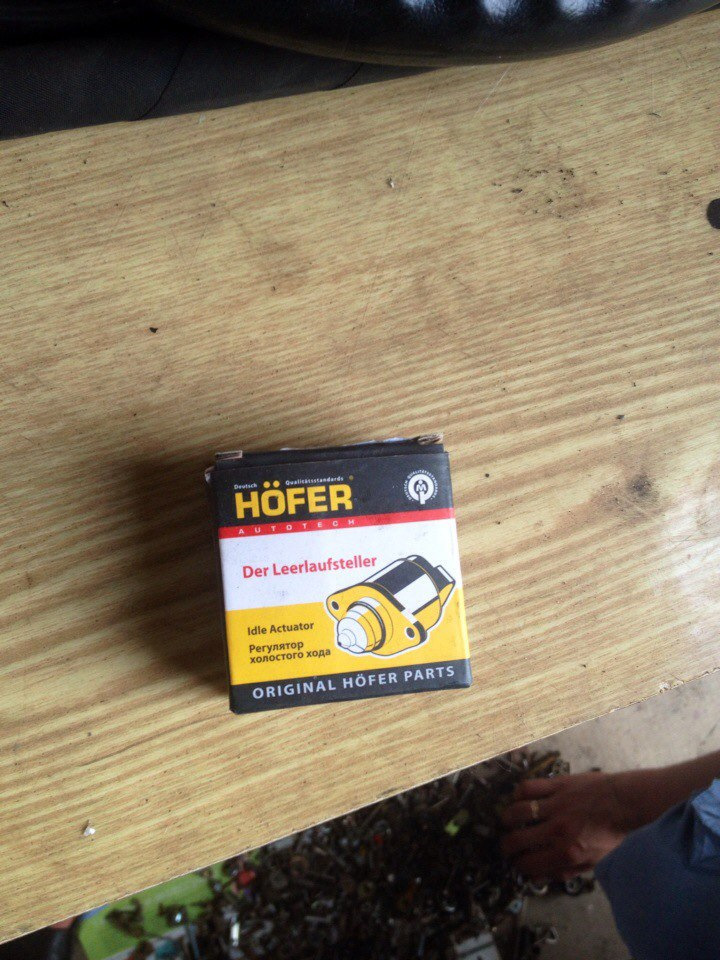 Deutsch Qualitätsstandards
HÖFER ®
AUTOTECH
Der Leerlaufsteller
Idle Actuator
Регулятор
холостого хода
ORIGINAL HÖFER PARTS